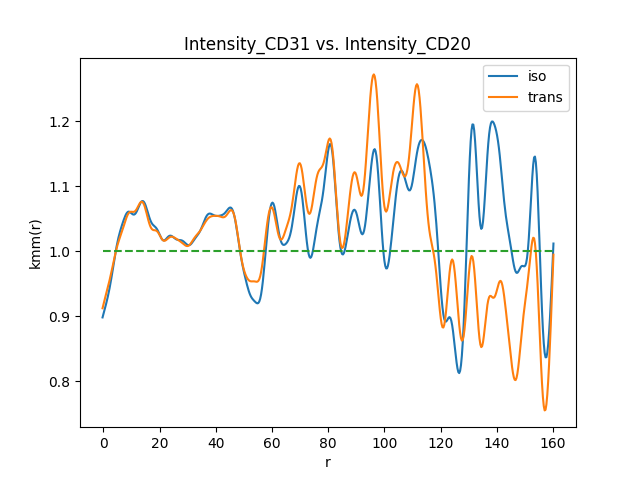 Intensity_CD31 vs. Intensity_CD20
iso
trans
kmm(r)
1.2
1.1
1.0
0.9
0.8
0 20 40 60 80 100 120 140 160
r